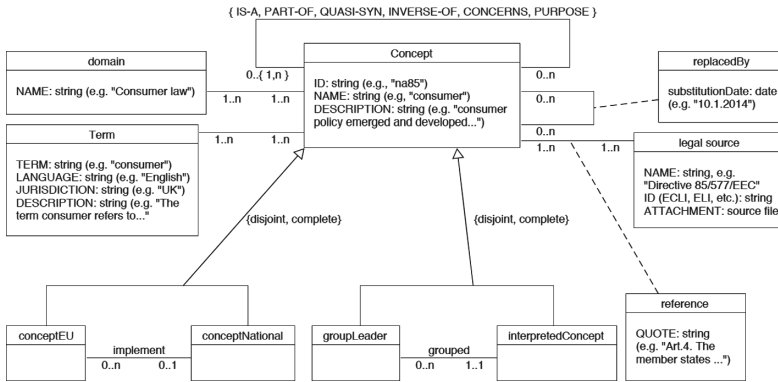 { IS-A, PART-OF, QUASI-SYN, INVERSE-OF, CONCERNS, PURPOSE }
domain
NAME: string (e.g. "Consumer law")
Concept
ID: string (e.g., "na85")
NAME: string (e.g, "consumer")
DESCRIPTION: string (e.g. "consumer
policy emerged and developed...")
replacedBy
substitutionDate: date
(e.g. "10.1.2014")
0..{ 1,n }
0..n
1..n
1..n
0..n
Term
TERM: string (e.g. "consumer")
LANGUAGE: string (e.g. "English")
JURISDICTION: string (e.g. "UK")
DESCRIPTION: string (e.g. "The
term consumer refers to..."
1..n
1..n
0..n
1..n
1..n
legal source
NAME: string, e.g.
"Directive 85/577/EEC"
ID (ECLI, ELI, etc.): string
ATTACHMENT: source file
{disjoint, complete}
{disjoint, complete}
conceptEU
implement
0..n
0..1
conceptNational
groupLeader
grouped
0..n
1..1
interpretedConcept
reference
QUOTE: string
(e.g. "Art.4. The
member states ...")